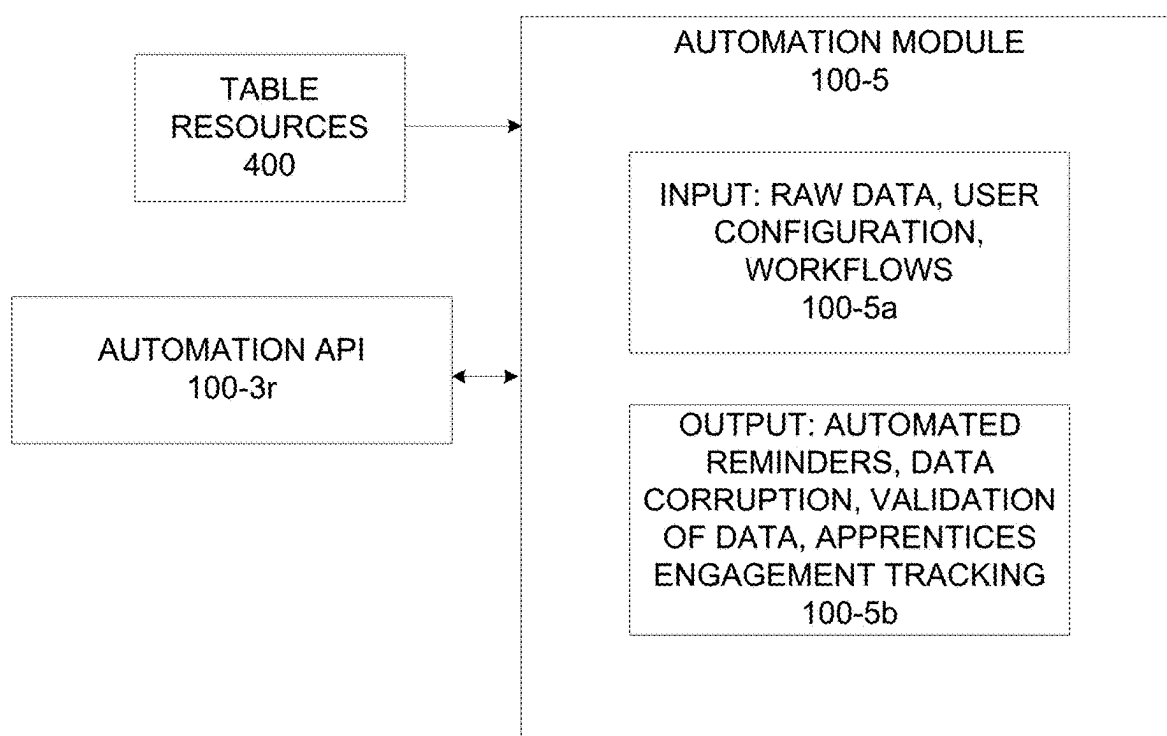 TABLE
RESOURCES
400
AUTOMATION API
100-3r
AUTOMATION MODULE
100-5
INPUT: RAW DATA, USER
CONFIGURATION,
WORKFLOWS
100-5a
OUTPUT: AUTOMATED
REMINDERS, DATA
CORRUPTION, VALIDATION
OF DATA, APPRENTICES
ENGAGEMENT TRACKING
100-5b